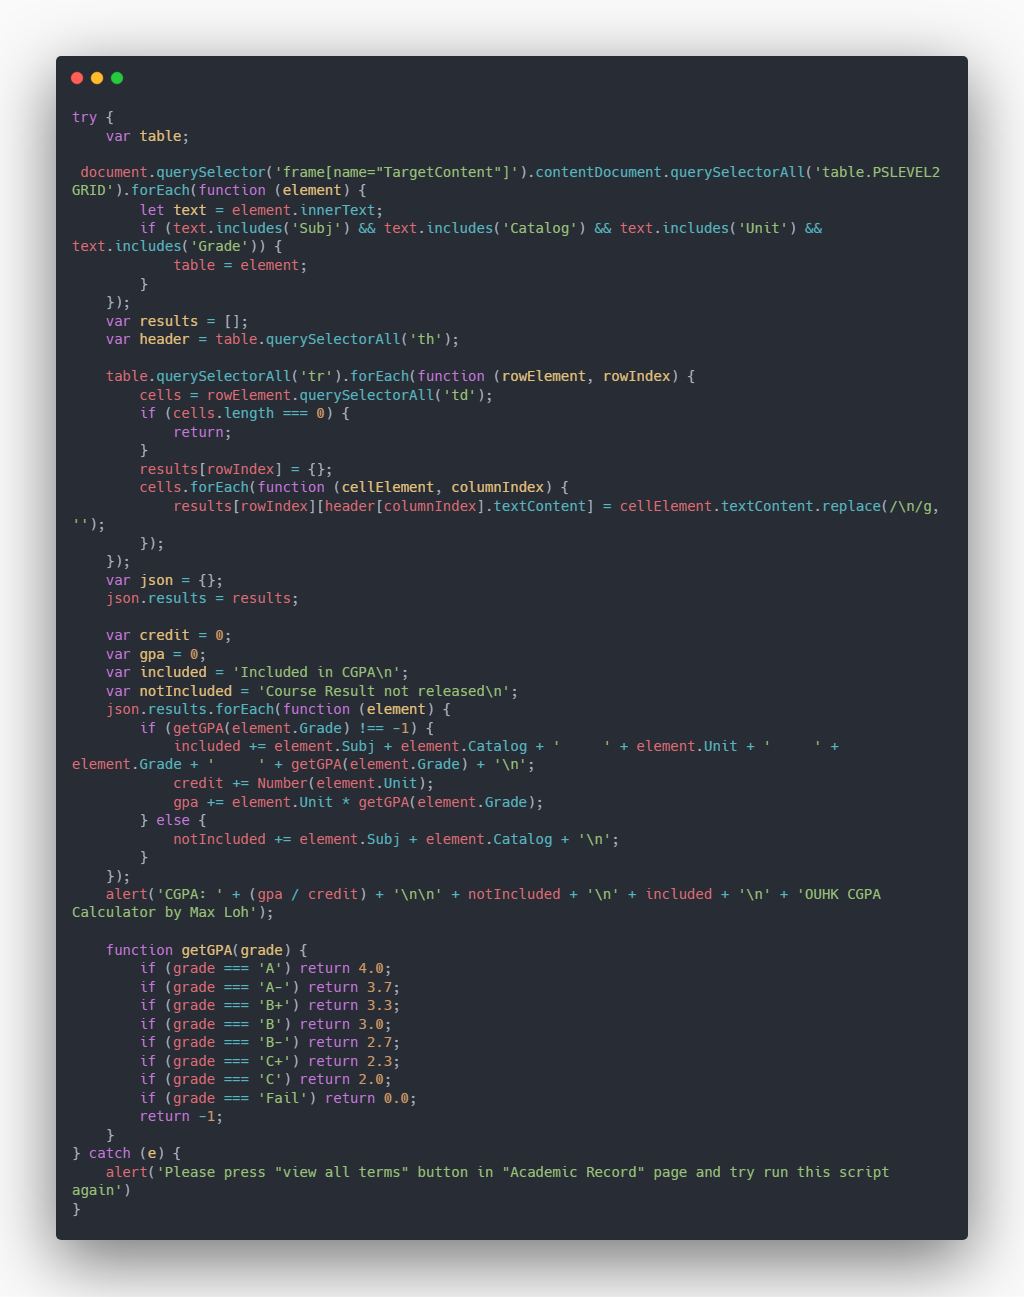 try {
    var table;

 document.querySelector('frame[name="TargetContent"]').contentDocument.querySelectorAll('table.PSLEVEL2
GRID').forEach(function (element) {
        let text = element.innerText;
        if (text.includes('Subj') && text.includes('Catalog') && text.includes('Unit') &&
text.includes('Grade')) {
            table = element;
        }
    });
    var results = [];
    var header = table.querySelectorAll('th');

    table.querySelectorAll('tr').forEach(function (rowElement, rowIndex) {
        cells = rowElement.querySelectorAll('td');
        if (cells.length === 0) {
            return;
        }
        results[rowIndex] = {};
        cells.forEach(function (cellElement, columnIndex) {
            results[rowIndex][header[columnIndex].textContent] = cellElement.textContent.replace(/\n/g,
'');
        });
    });
    var json = {};
    json.results = results;

    var credit = 0;
    var gpa = 0;
    var included = 'Included in CGPA\n';
    var notIncluded = 'Course Result not released\n';
    json.results.forEach(function (element) {
        if (getGPA(element.Grade) !== -1) {
            included += element.Subj + element.Catalog + '     ' + element.Unit + '     ' +
element.Grade + '     ' + getGPA(element.Grade) + '\n';
            credit += Number(element.Unit);
            gpa += element.Unit * getGPA(element.Grade);
        } else {
            notIncluded += element.Subj + element.Catalog + '\n';
        }
    });
    alert('CGPA: ' + (gpa / credit) + '\n\n' + notIncluded + '\n' + included + '\n' + 'OUHK CGPA
Calculator by Max Loh');

    function getGPA(grade) {
        if (grade === 'A') return 4.0;
        if (grade === 'A-') return 3.7;
        if (grade === 'B+') return 3.3;
        if (grade === 'B') return 3.0;
        if (grade === 'B-') return 2.7;
        if (grade === 'C+') return 2.3;
        if (grade === 'C') return 2.0;
        if (grade === 'Fail') return 0.0;
        return -1;
    }
} catch (e) {
    alert('Please press "view all terms" button in "Academic Record" page and try run this script
again')
}